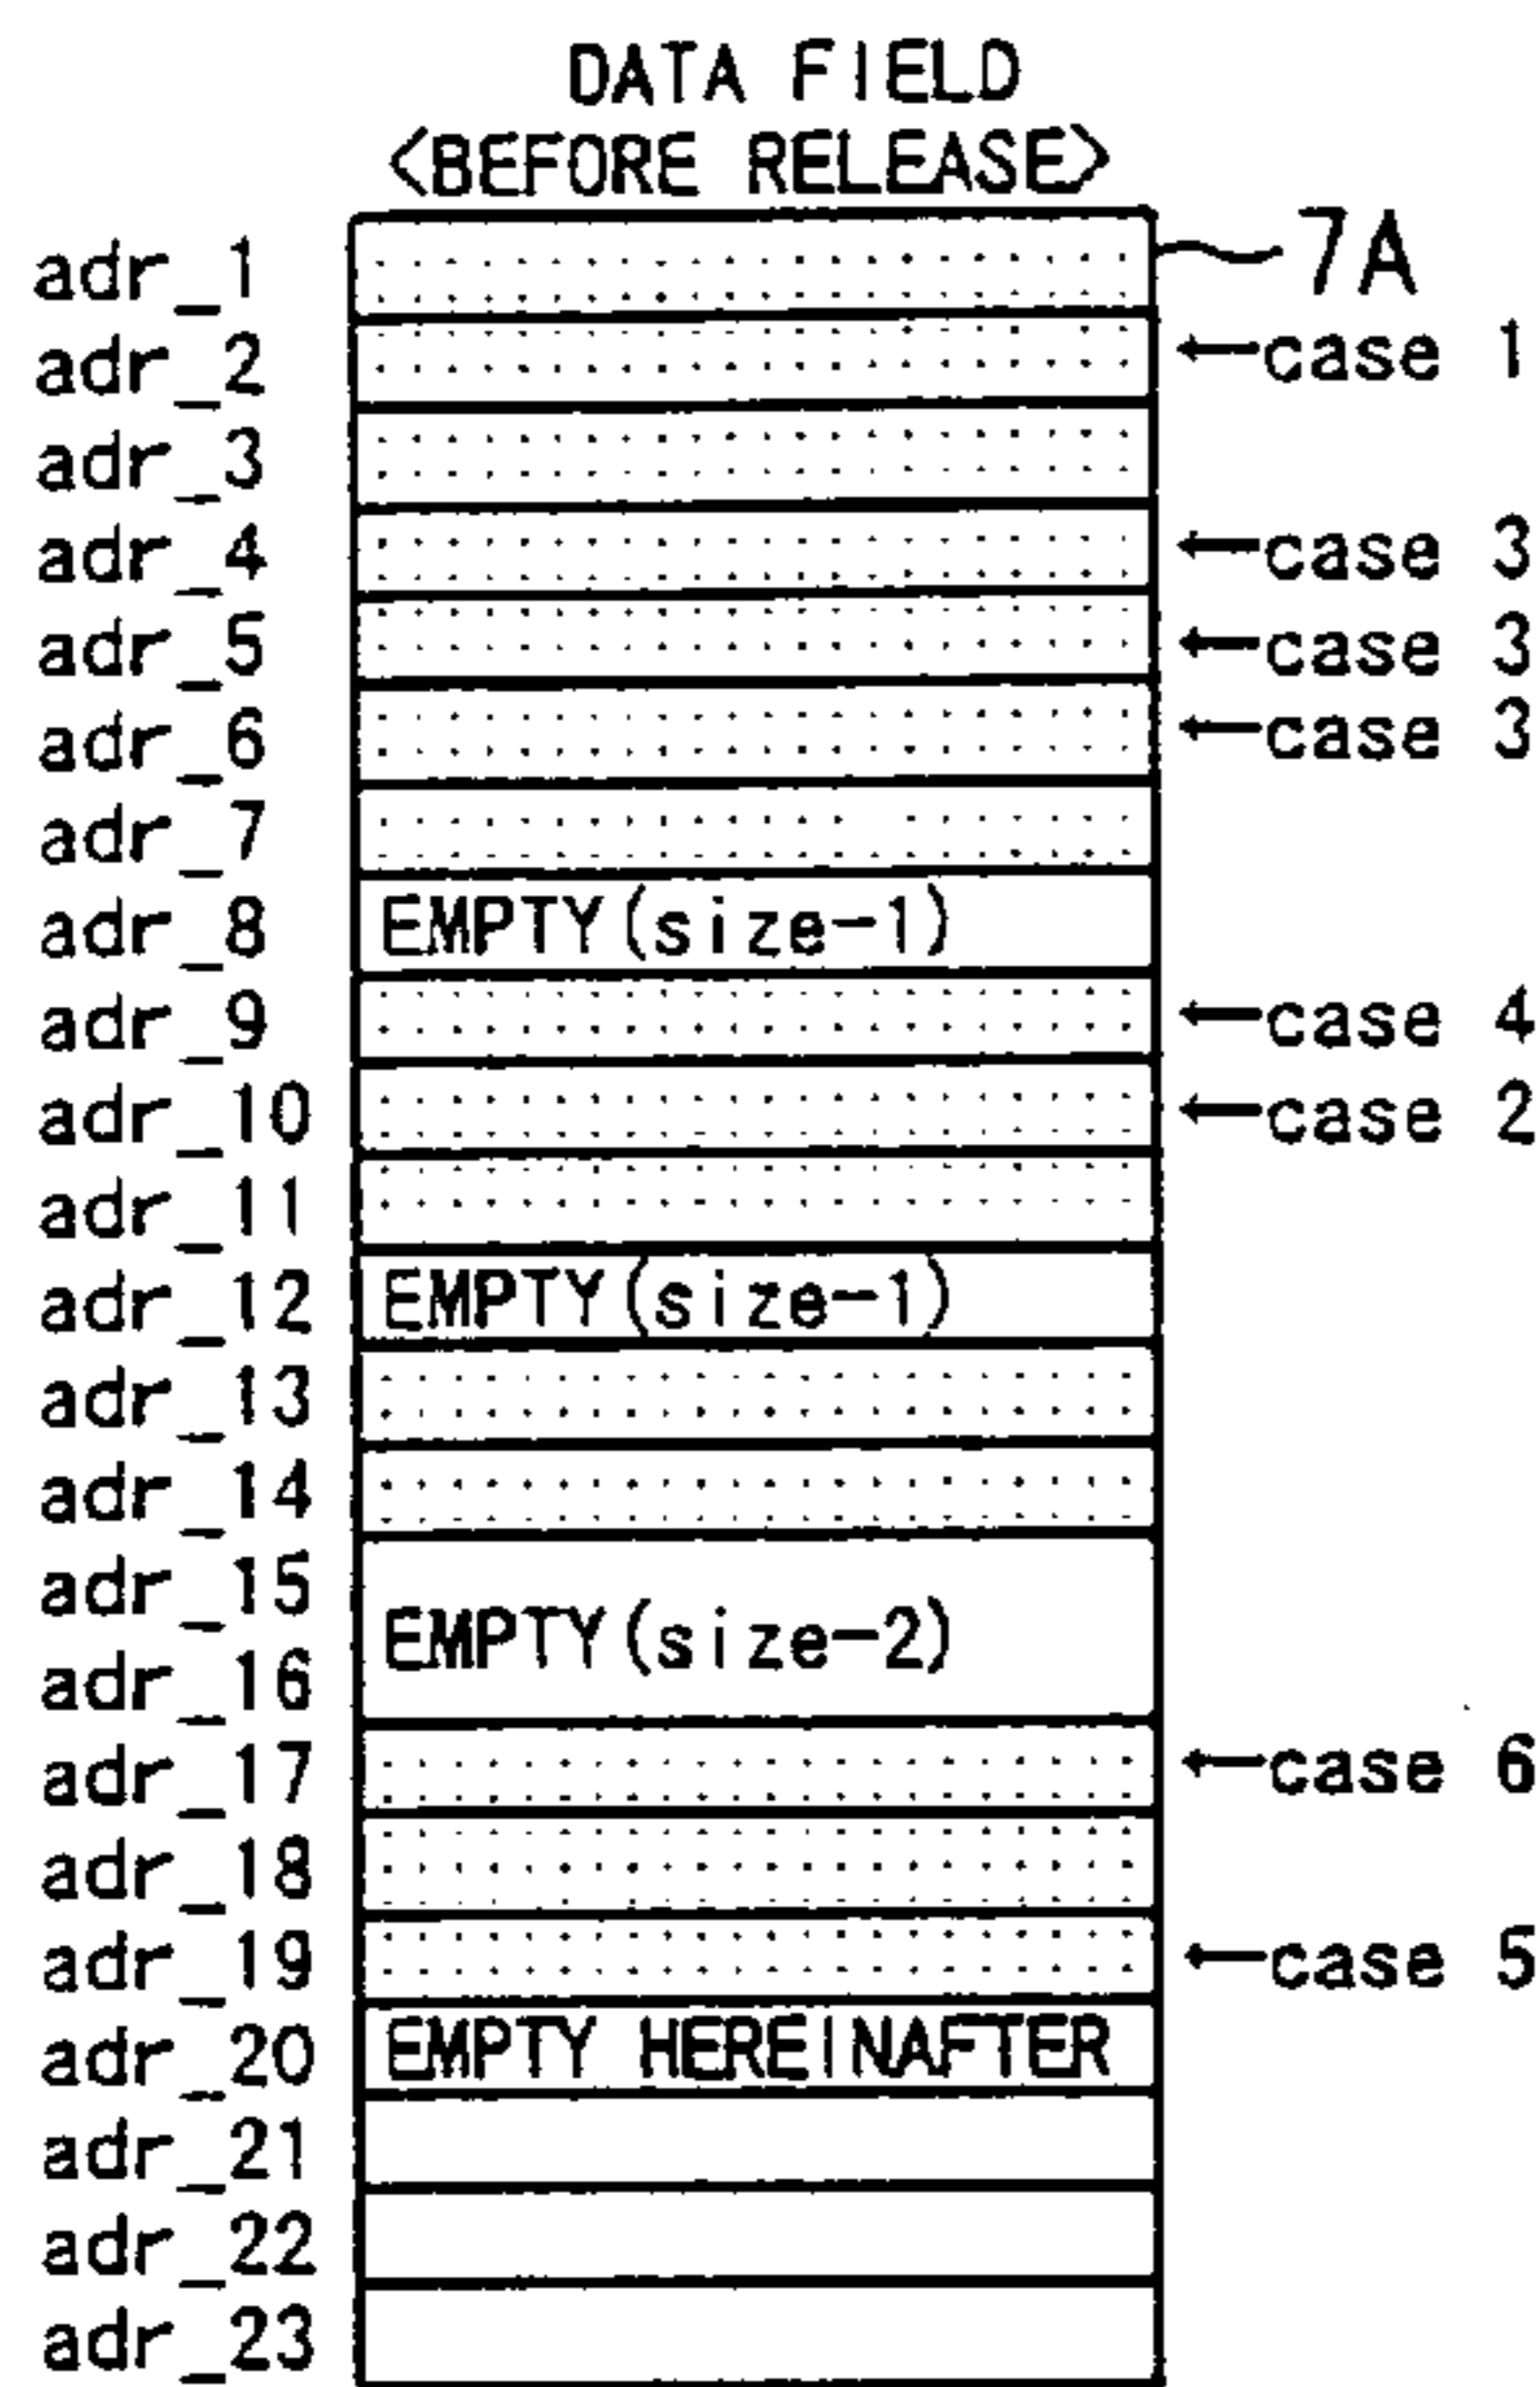 DATA FIELD
<BEFORE RELEASE>
adr_1 7A
adr_2 ←case 1
adr_3
adr_4 ←case 3
adr_5 ←case 3
adr_6 ←case 3
adr_7
adr_8 EMPTY(size-1)
adr_9 ←case 4
adr_10 ←case 2
adr_11
adr_12 EMPTY(size-1)
adr_13
adr_14
adr_15
EMPTY(size-2)
adr_16
adr_17 ←case 6
adr_18
adr_19 ←case 5
adr_20 EMPTY HEREINAFTER
adr_21
adr_22
adr_23